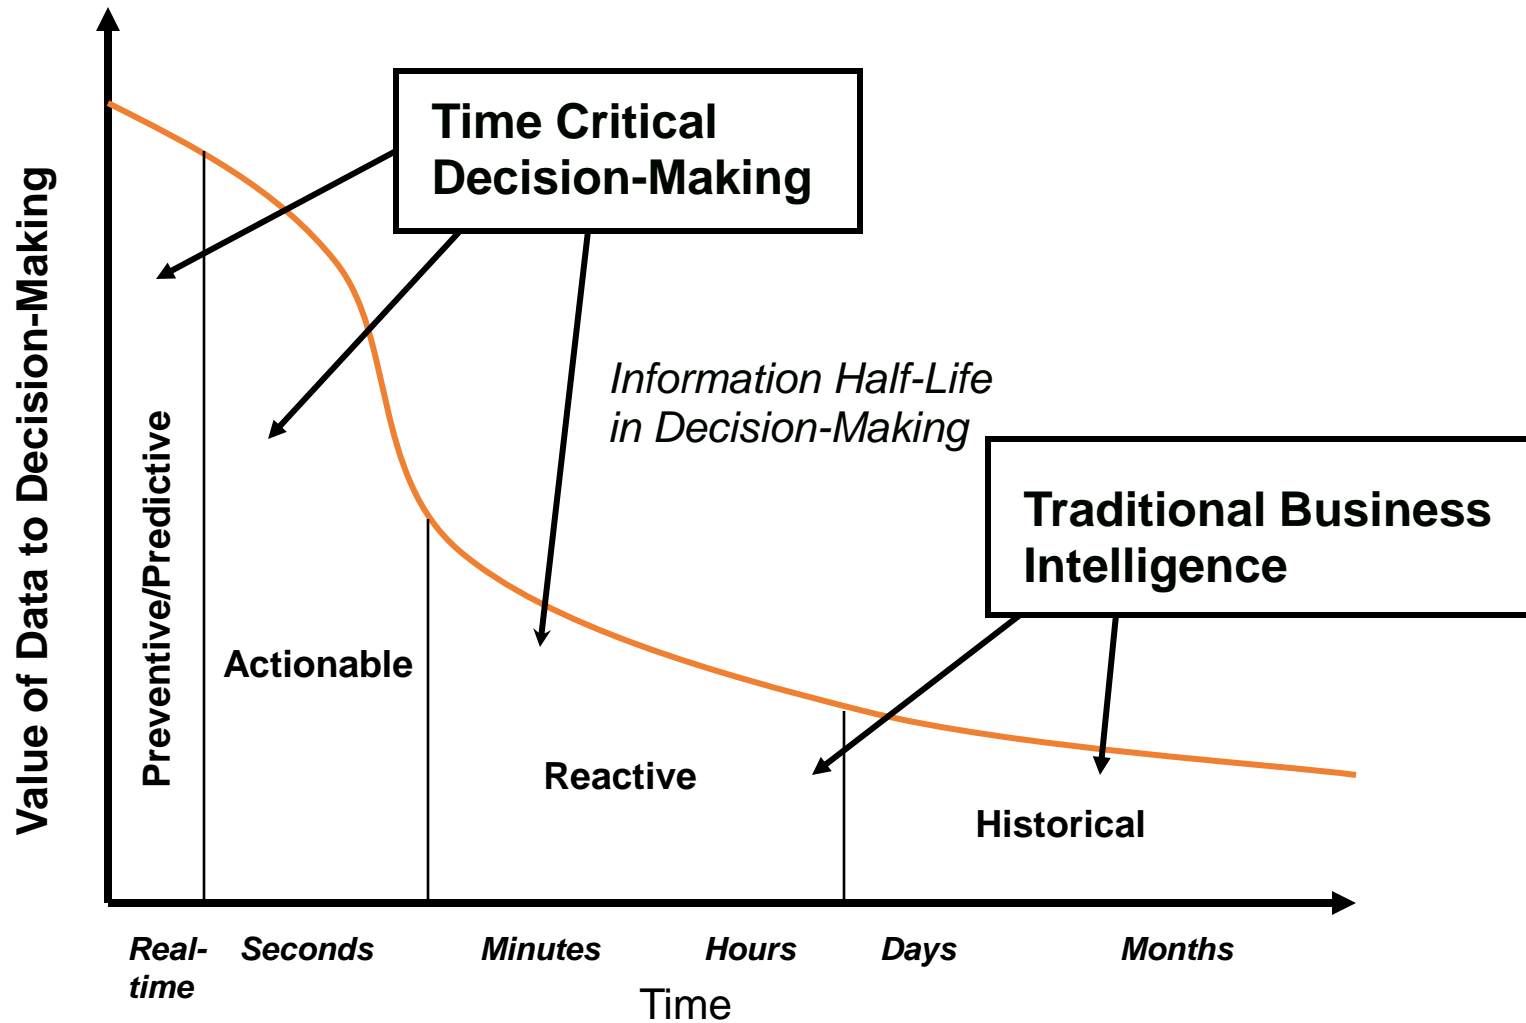 Time Critical
Decision-Making
Value of Data to Decision-Making
Information Half-Life
in Decision-Making
Traditional Business
Intelligence
Preventive/Predictive
Actionable
Reactive
Historical
Real-
time
Seconds
Minutes
Hours
Days
Months
Time